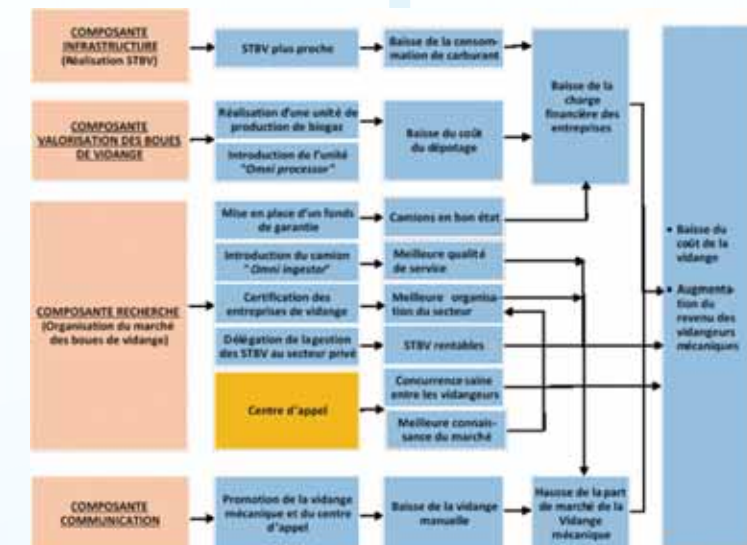 COMPOSANTE
INFRASTRUCTURE
(Réalisation STBV)
STBV plus proche
Baisse de la consom-
mation de carburant
Baisse de la
charge
financière des
entreprises
COMPOSANTE
VALORISATION DES BOUES
DE VIDANGE
Réalisation d'une unité de
production de biogaz
Introduction de l'unité
"Omni processor"
Baisse du coût
du dépotage
COMPOSANTE RECHERCHE
(Organisation du marché
des boues de vidange)
Mise en place d'un fonds
de garantie
Camions en bon état
Introduction du camion
"Omni ingestor"
Meilleure qualité
de service
Certification des
entreprises de vidange
Meilleure organisa-
tion du secteur
Délégation de la gestion
des STBV au secteur privé
STBV rentables
Centre d'appel
Concurrence saine
entre les vidangeurs
Meilleure connais-
sance du marché
COMPOSANTE
COMMUNICATION
Promotion de la vidange
mécanique et du centre
d'appel
Baisse de la vidange
manuelle
Hausse de la part
de marché de la
Vidange
mécanique
• Baisse du
coût de la
vidange
• Augmenta-
tion du
revenu des
vidangeurs
mécaniques